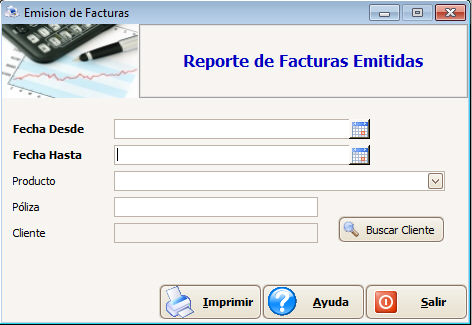 Emision de Facturas
Reporte de Facturas Emitidas
Fecha Desde
Fecha Hasta
Producto
Póliza
Cliente
Buscar Cliente
Imprimir
Ayuda
Salir